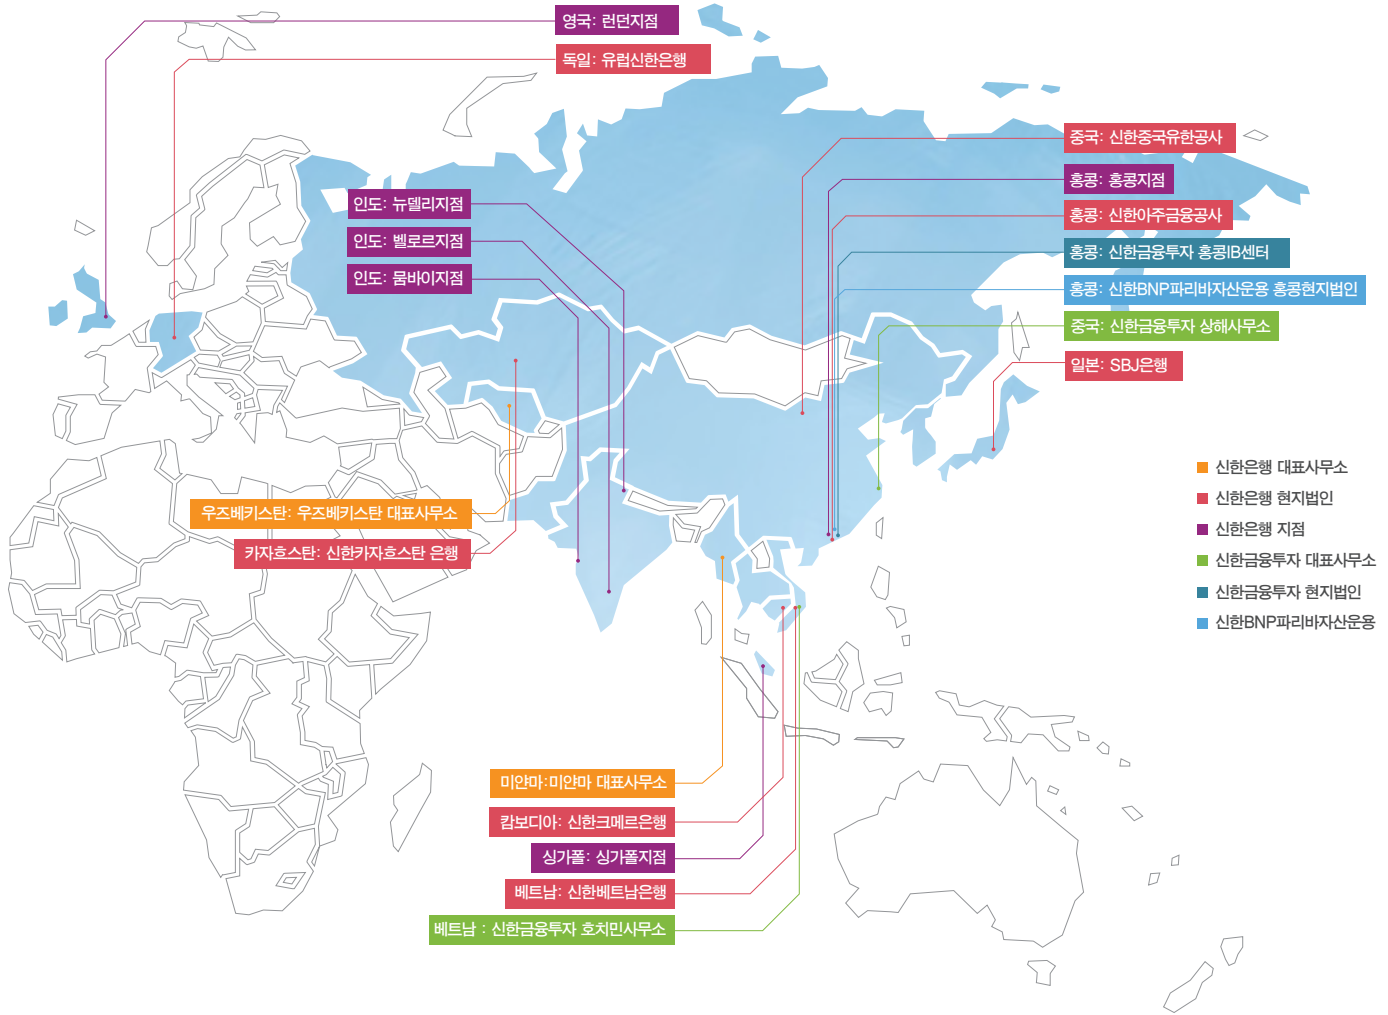 영국: 런던지점
독일: 유럽신한은행
중국: 신한중국유한공사
홍콩: 홍콩지점
인도: 뉴델리지점
홍콩: 신한아주금융공사
인도: 벨로르지점
홍콩: 신한금융투자 홍콩IB센터
인도: 뭄바이지점
홍콩: 신한BNP파리바자산운용 홍콩현지법인
중국: 신한금융투자 상해사무소
일본: SBJ은행
신한은행 대표사무소
신한은행 현지법인
신한은행 지점
신한금융투자 대표사무소
신한금융투자 현지법인
신한BNP파리바자산운용
우즈베키스탄: 우즈베키스탄 대표사무소
카자흐스탄: 신한카자흐스탄 은행
미얀마:미얀마 대표사무소
캄보디아: 신한크메르은행
싱가폴: 싱가폴지점
베트남: 신한베트남은행
베트남 : 신한금융투자 호치민사무소